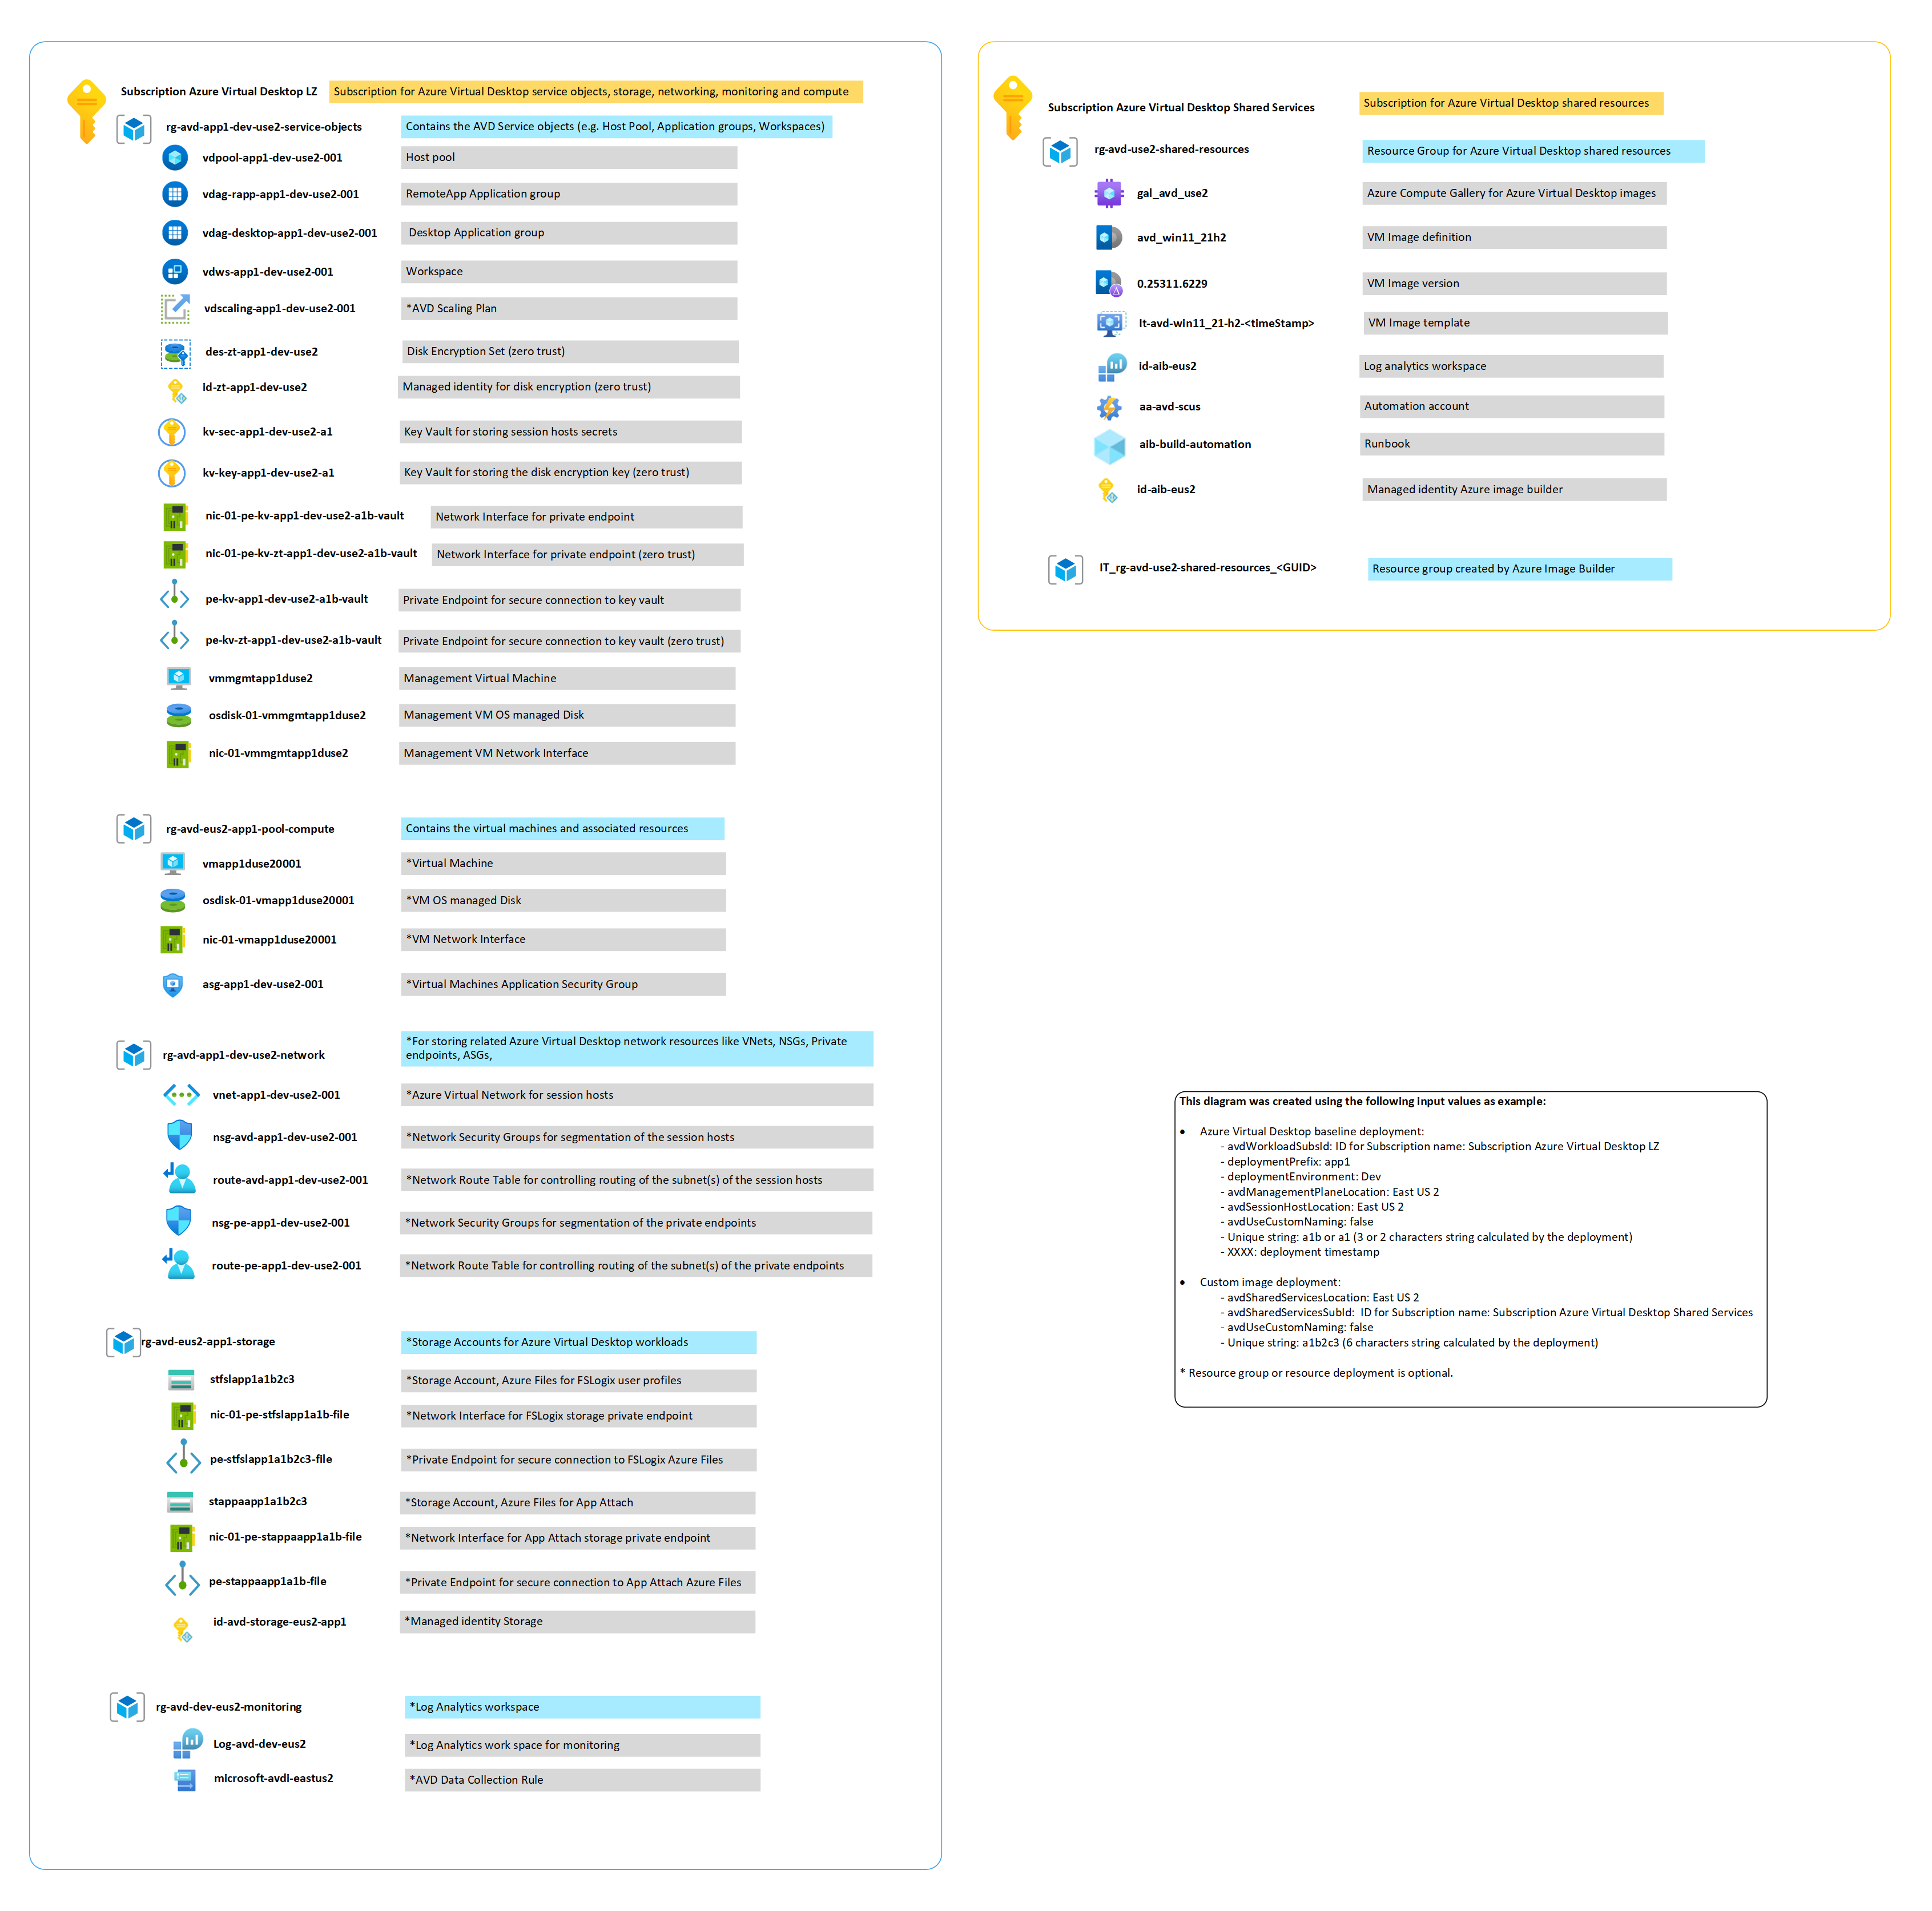 Subscription Azure Virtual Desktop LZ
Subscription for Azure Virtual Desktop service objects, storage, networking, monitoring and compute
rg-avd-app1-dev-use2-service-objects
Contains the AVD Service objects (e.g. Host Pool, Application groups, Workspaces)
vdpool-app1-dev-use2-001
Host pool
vdag-rapp-app1-dev-use2-001
RemoteApp Application group
vdag-desktop-app1-dev-use2-001
Desktop Application group
vdws-app1-dev-use2-001
Workspace
vdscaling-app1-dev-use2-001
*AVD Scaling Plan
des-zt-app1-dev-use2
Disk Encryption Set (zero trust)
id-zt-app1-dev-use2
Managed identity for disk encryption (zero trust)
kv-sec-app1-dev-use2-a1
Key Vault for storing session hosts secrets
kv-key-app1-dev-use2-a1
Key Vault for storing the disk encryption key (zero trust)
nic-01-pe-kv-app1-dev-use2-a1b-vault
Network Interface for private endpoint
nic-01-pe-kv-zt-app1-dev-use2-a1b-vault
Network Interface for private endpoint (zero trust)
pe-kv-app1-dev-use2-a1b-vault
Private Endpoint for secure connection to key vault
pe-kv-zt-app1-dev-use2-a1b-vault
Private Endpoint for secure connection to key vault (zero trust)
vmmgmtapp1duse2
Management Virtual Machine
osdisk-01-vmmgmtapp1duse2
Management VM OS managed Disk
nic-01-vmmgmtapp1duse2
Management VM Network Interface
rg-avd-eus2-app1-pool-compute
Contains the virtual machines and associated resources
vmapp1duse20001
*Virtual Machine
osdisk-01-vmapp1duse20001
*VM OS managed Disk
nic-01-vmapp1duse20001
*VM Network Interface
asg-app1-dev-use2-001
*Virtual Machines Application Security Group
rg-avd-app1-dev-use2-network
*For storing related Azure Virtual Desktop network resources like VNets, NSGs, Private
endpoints, ASGs,
vnet-app1-dev-use2-001
*Azure Virtual Network for session hosts
nsg-avd-app1-dev-use2-001
*Network Security Groups for segmentation of the session hosts
route-avd-app1-dev-use2-001
*Network Route Table for controlling routing of the subnet(s) of the session hosts
nsg-pe-app1-dev-use2-001
*Network Security Groups for segmentation of the private endpoints
route-pe-app1-dev-use2-001
*Network Route Table for controlling routing of the subnet(s) of the private endpoints
rg-avd-eus2-app1-storage
*Storage Accounts for Azure Virtual Desktop workloads
stfslapp1a1b2c3
*Storage Account, Azure Files for FSLogix user profiles
nic-01-pe-stfslapp1a1b-file
*Network Interface for FSLogix storage private endpoint
pe-stfslapp1a1b2c3-file
*Private Endpoint for secure connection to FSLogix Azure Files
stappaapp1a1b2c3
*Storage Account, Azure Files for App Attach
nic-01-pe-stappaapp1a1b-file
*Network Interface for App Attach storage private endpoint
pe-stappaapp1a1b-file
*Private Endpoint for secure connection to App Attach Azure Files
id-avd-storage-eus2-app1
*Managed identity Storage
rg-avd-dev-eus2-monitoring
*Log Analytics workspace
Log-avd-dev-eus2
*Log Analytics work space for monitoring
microsoft-avdi-eastus2
*AVD Data Collection Rule
Subscription Azure Virtual Desktop Shared Services
Subscription for Azure Virtual Desktop shared resources
rg-avd-use2-shared-resources
Resource Group for Azure Virtual Desktop shared resources
gal_avd_use2
Azure Compute Gallery for Azure Virtual Desktop images
avd_win11_21h2
VM Image definition
0.25311.6229
VM Image version
It-avd-win11_21-h2-<timeStamp>
VM Image template
id-aib-eus2
Log analytics workspace
aa-avd-scus
Automation account
aib-build-automation
Runbook
id-aib-eus2
Managed identity Azure image builder
IT_rg-avd-use2-shared-resources_<GUID>
Resource group created by Azure Image Builder
This diagram was created using the following input values as example:
• Azure Virtual Desktop baseline deployment:
- avdWorkloadSubsId: ID for Subscription name: Subscription Azure Virtual Desktop LZ
- deploymentPrefix: app1
- deploymentEnvironment: Dev
- avdManagementPlaneLocation: East US 2
- avdSessionHostLocation: East US 2
- avdUseCustomNaming: false
- Unique string: a1b or a1 (3 or 2 characters string calculated by the deployment)
- XXXX: deployment timestamp
• Custom image deployment:
- avdSharedServicesLocation: East US 2
- avdSharedServicesSubId: ID for Subscription name: Subscription Azure Virtual Desktop Shared Services
- avdUseCustomNaming: false
- Unique string: a1b2c3 (6 characters string calculated by the deployment)
* Resource group or resource deployment is optional.